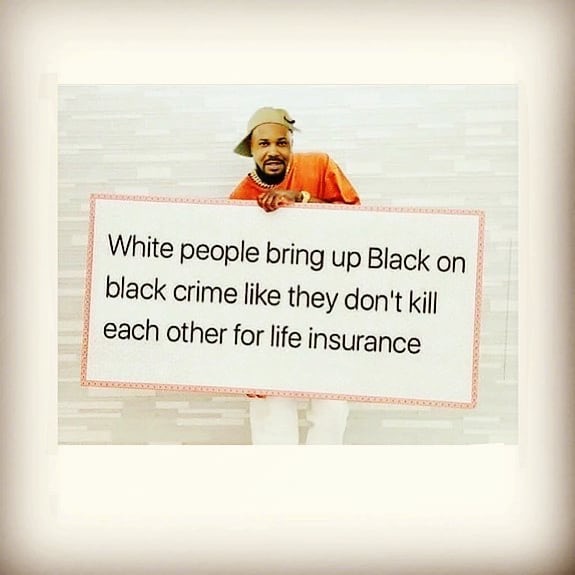 White people bring up Black on
black crime like they don't kill
each other for life insurance